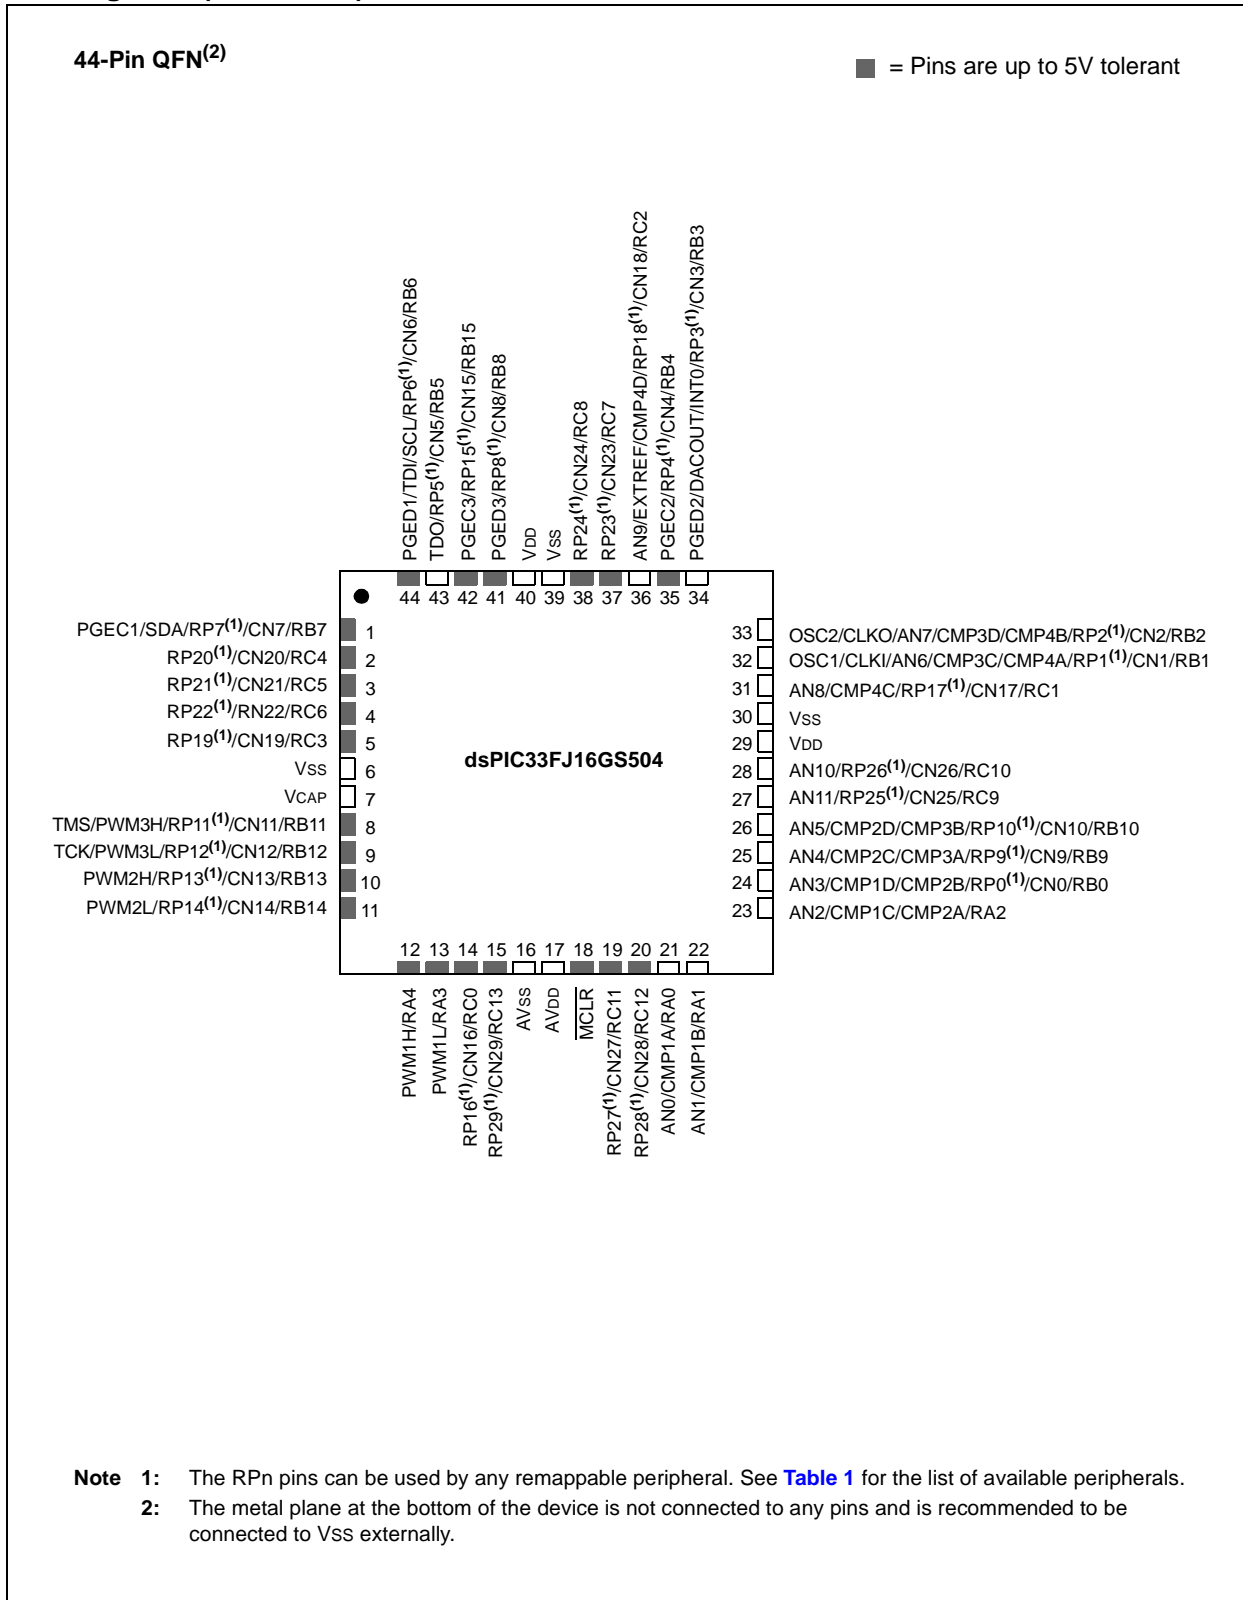 44-Pin QFN(2)
= Pins are up to 5V tolerant
PGED1/TDI/SCL/RP6(1)/CN6/RB6
TDO/RP5(1)/CN5/RB5
PGEC3/RP15(1)/CN15/RB15
PGED3/RP8(1)/CN8/RB8
VDD
VSS
RP24(1)/CN24/RC8
RP23(1)/CN23/RC7
AN9/EXTREF/CMP4D/RP18(1)/CN18/RC2
PGEC2/RP4(1)/CN4/RB4
PGED2/DACOUT/INT0/RP3(1)/CN3/RB3
44 43 42 41 40 39 38 37 36 35 34
PGEC1/SDA/RP7(1)/CN7/RB7 1
RP20(1)/CN20/RC4 2
RP21(1)/CN21/RC5 3
RP22(1)/RN22/RC6 4
RP19(1)/CN19/RC3 5
VSS 6
VCAP 7
TMS/PWM3H/RP11(1)/CN11/RB11 8
TCK/PWM3L/RP12(1)/CN12/RB12 9
PWM2H/RP13(1)/CN13/RB13 10
PWM2L/RP14(1)/CN14/RB14 11
dsPIC33FJ16GS504
33 OSC2/CLKO/AN7/CMP3D/CMP4B/RP2(1)/CN2/RB2
32 OSC1/CLKI/AN6/CMP3C/CMP4A/RP1(1)/CN1/RB1
31 AN8/CMP4C/RP17(1)/CN17/RC1
30 VSS
29 VDD
28 AN10/RP26(1)/CN26/RC10
27 AN11/RP25(1)/CN25/RC9
26 AN5/CMP2D/CMP3B/RP10(1)/CN10/RB10
25 AN4/CMP2C/CMP3A/RP9(1)/CN9/RB9
24 AN3/CMP1D/CMP2B/RP0(1)/CN0/RB0
23 AN2/CMP1C/CMP2A/RA2
12 13 14 15 16 17 18 19 20 21 22
PWM1H/RA4
PWM1L/RA3
RP16(1)/CN16/RC0
RP29(1)/CN29/RC13
AVSS
AVDD
MCLR
RP27(1)/CN27/RC11
RP28(1)/CN28/RC12
AN0/CMP1A/RA0
AN1/CMP1B/RA1
Note 1: The RPn pins can be used by any remappable peripheral. See Table 1 for the list of available peripherals.
2: The metal plane at the bottom of the device is not connected to any pins and is recommended to be
connected to VSS externally.